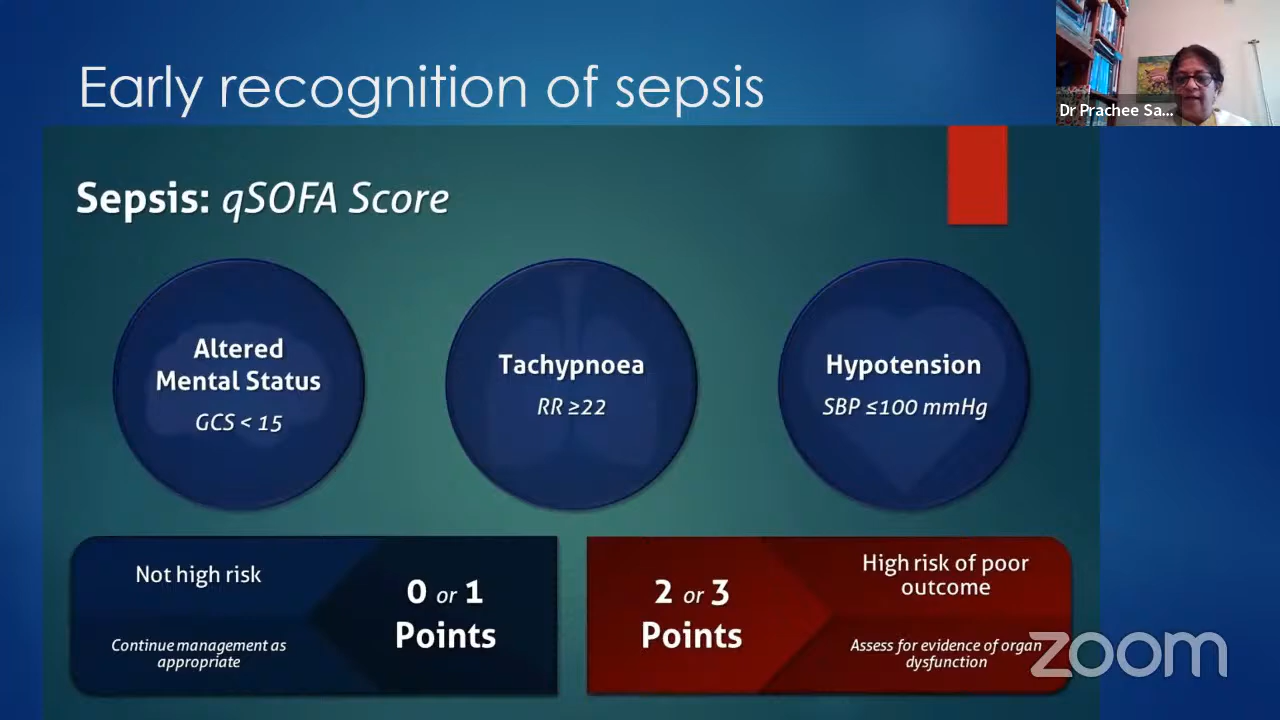 Early recognition of sepsis
Dr Prachee Sa...
Sepsis: qSOFA Score
Altered
Mental Status
GCS < 15
Tachypnoea
RR ≥22
Hypotension
SBP ≤100 mmHg
Not high risk
Continue management as
appropriate
0 or 1
Points
2 or 3
Points
High risk of poor
outcome
Assess for evidence of organ
dysfunction
zoom